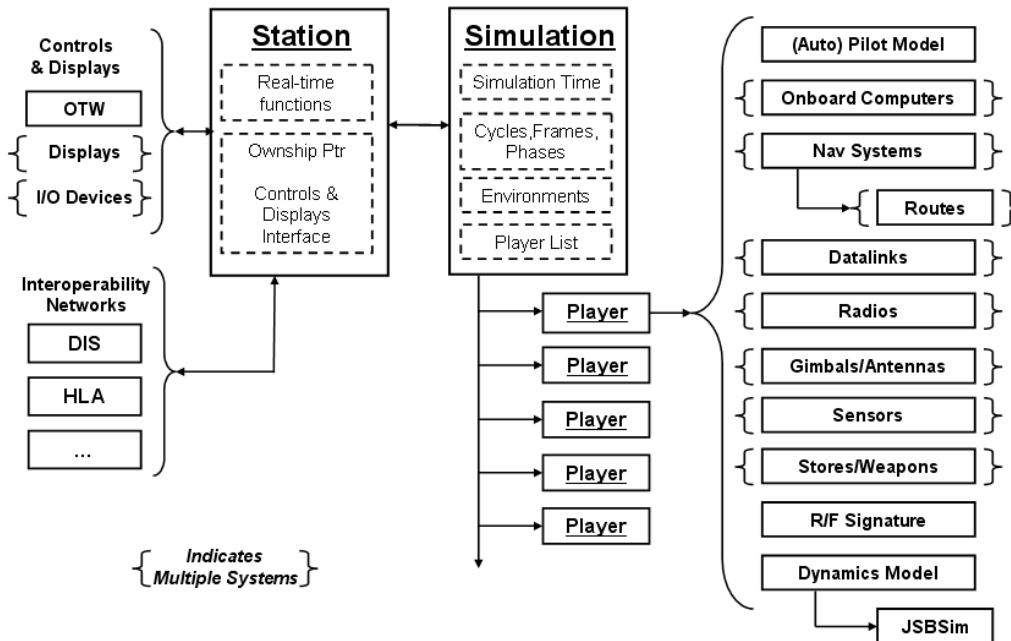 Controls
& Displays
OTW
Displays
I/O Devices
Interoperability
Networks
DIS
HLA
...
Indicates
Multiple Systems
Station
Real-time
functions
Ownship Ptr
Controls &
Displays
Interface
Simulation
Simulation Time
Cycles,Frames,
Phases
Environments
Player List
Player
Player
Player
Player
Player
(Auto) Pilot Model
Onboard Computers
Nav Systems
Routes
Datalinks
Radios
Gimbals/Antennas
Sensors
Stores/Weapons
R/F Signature
Dynamics Model
JSBSim